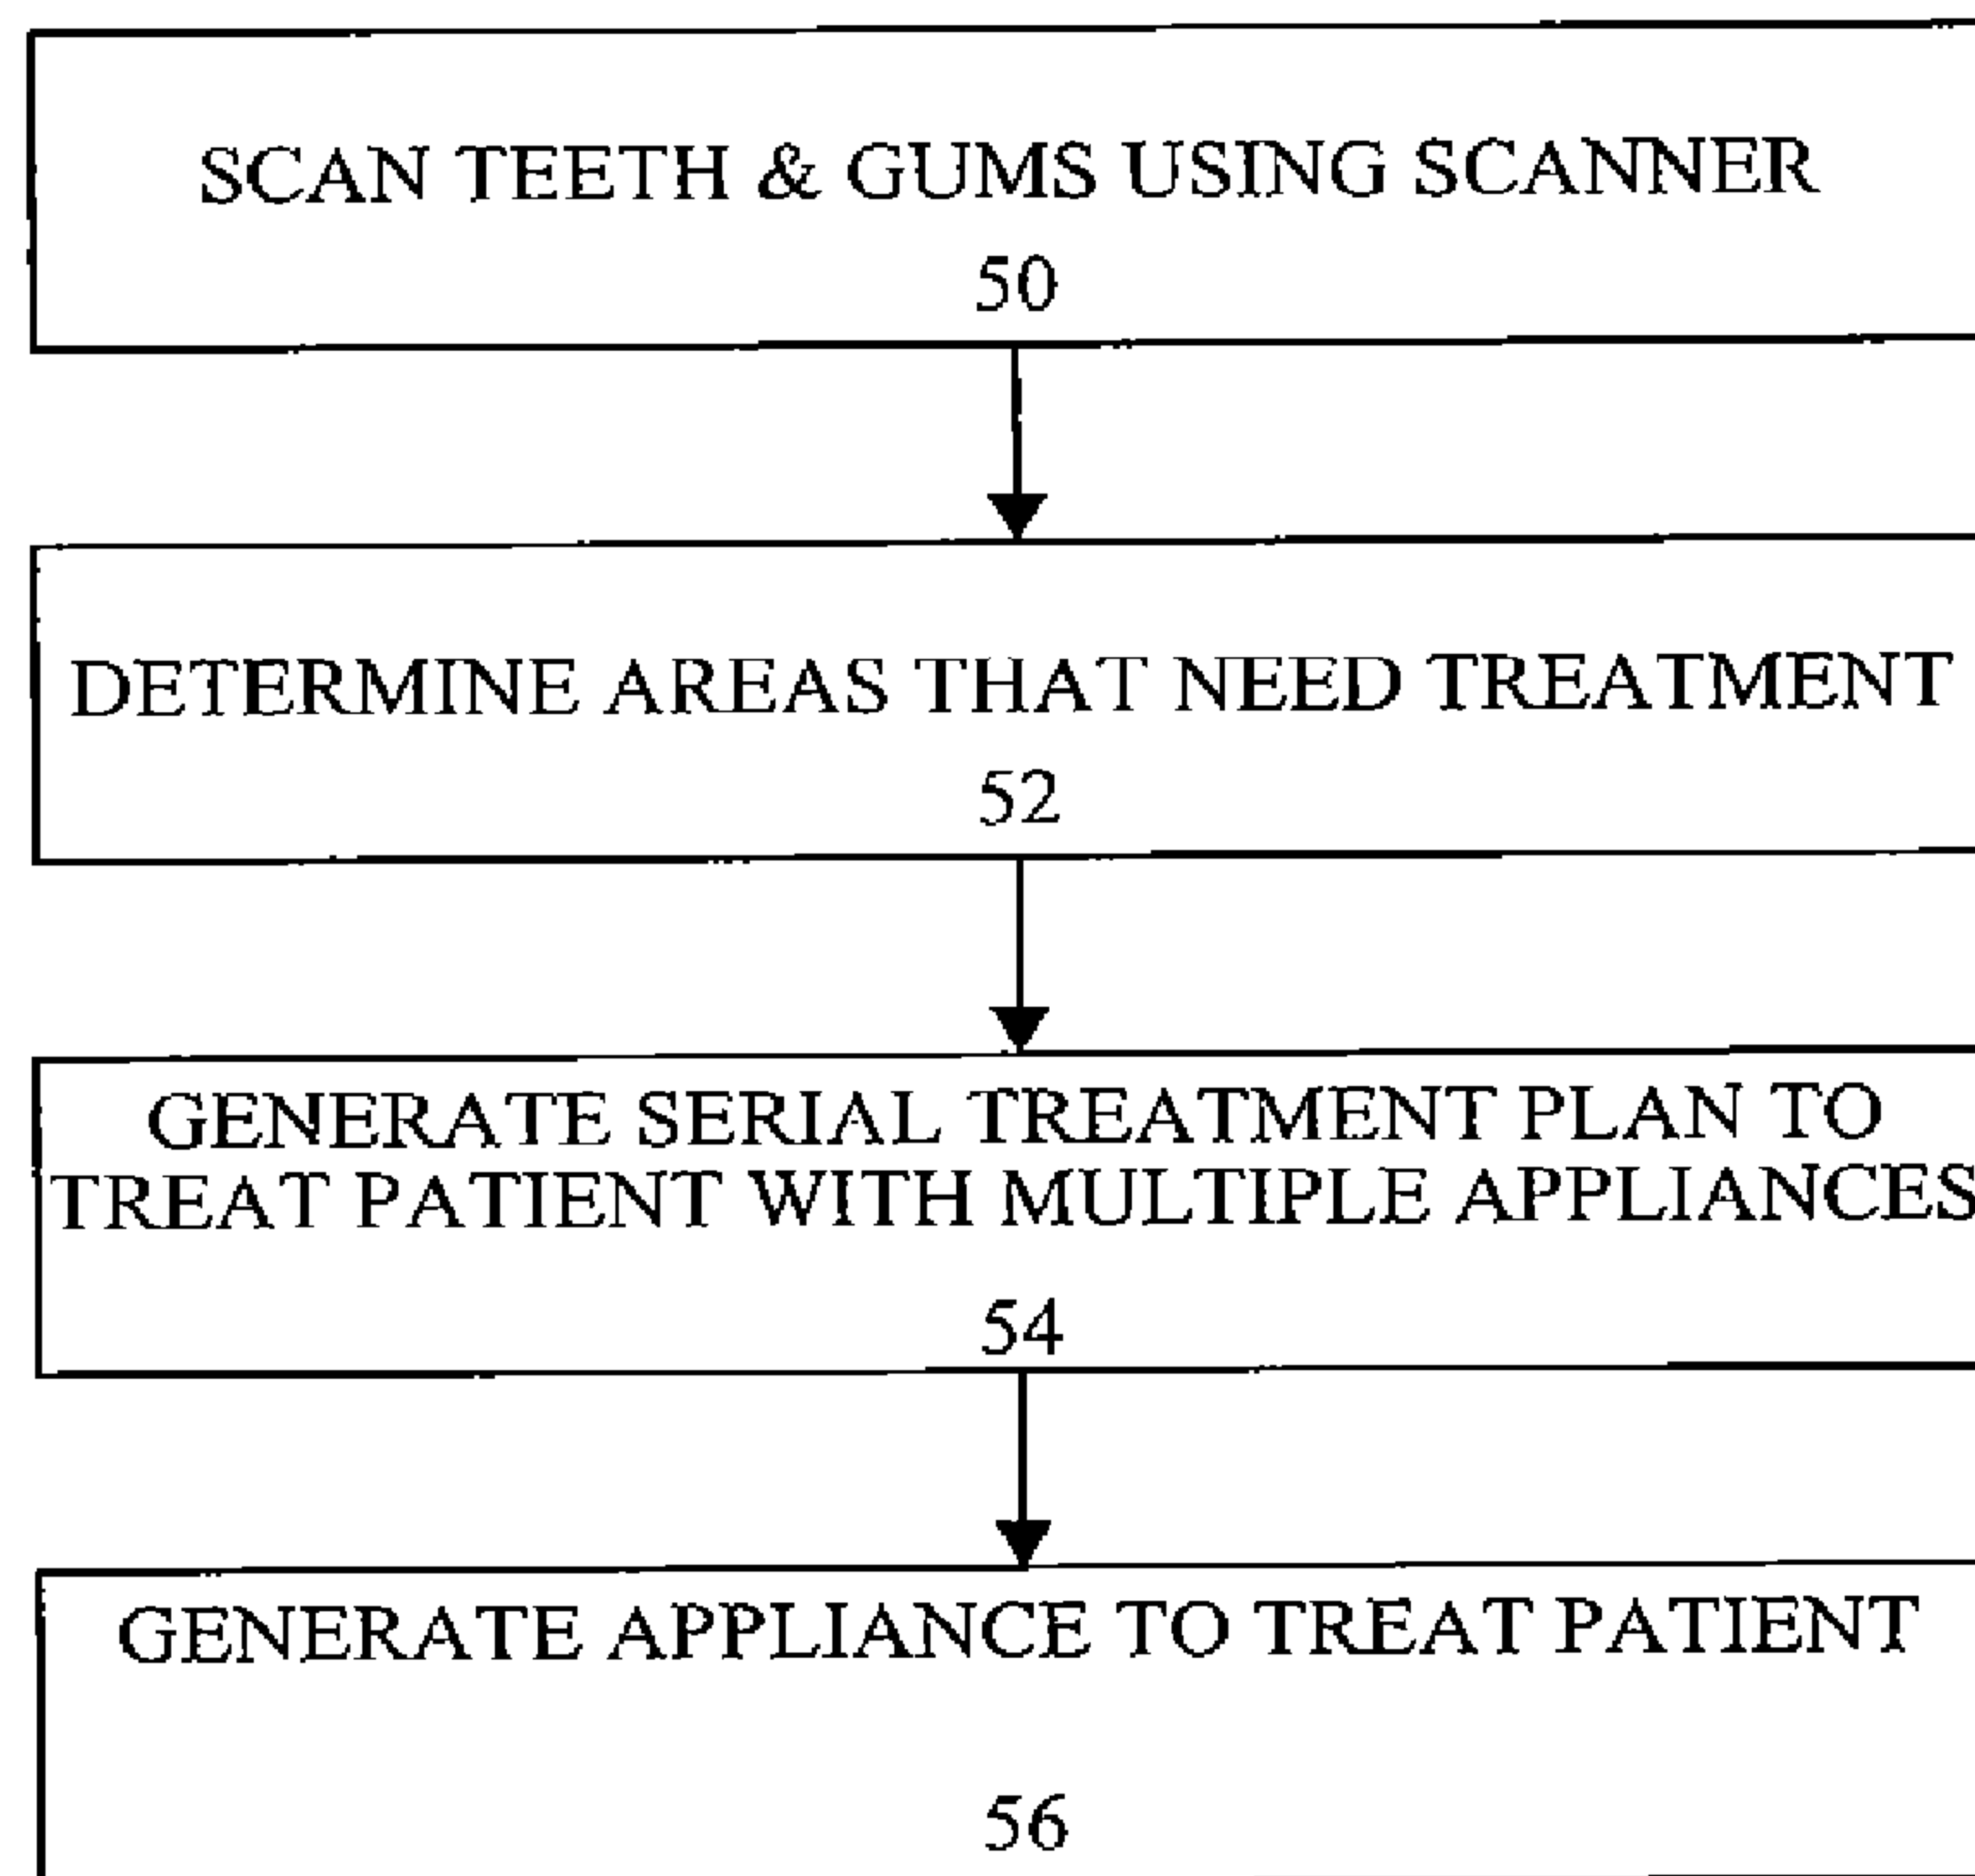 SCAN TEETH & GUMS USING SCANNER
50
DETERMINE AREAS THAT NEED TREATMENT
52
GENERATE SERIAL TREATMENT PLAN TO
TREAT PATIENT WITH MULTIPLE APPLIANCES
54
GENERATE APPLIANCE TO TREAT PATIENT
56